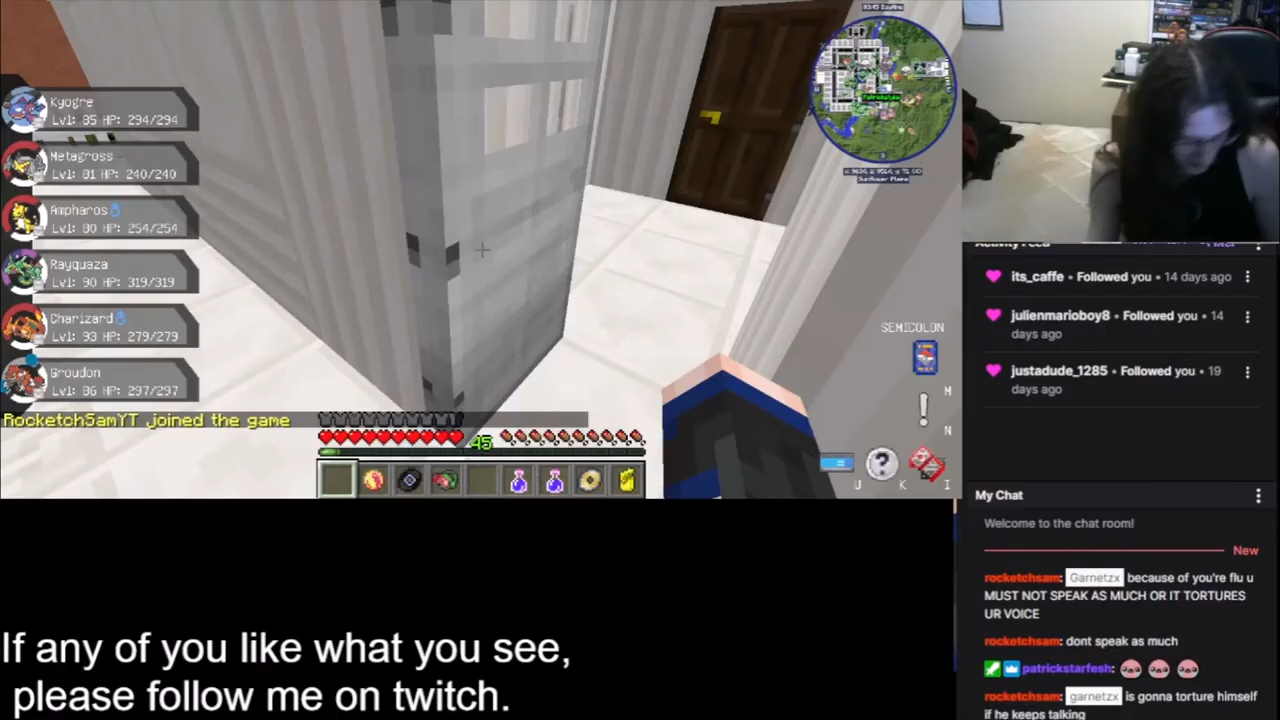 Kyogre
Lvl: 85 HP: 294/294
Metagross
Lvl: 81 HP: 240/240
Ampharos
Lvl: 80 HP: 254/254
Rayquaza
Lvl: 90 HP: 319/319
Charizard
Lvl: 93 HP: 279/279
Groudon
Lvl: 86 HP: 297/297
RocketchSamYT joined the game
45
SEMICOLON
M
N
U K I
Sunflower Plains
If any of you like what you see,
please follow me on twitch.
Activity Feed
its_caffe • Followed you • 14 days ago
julienmarioboy8 • Followed you • 14
days ago
justadude_1285 • Followed you • 19
days ago
My Chat
Welcome to the chat room!
New
rocketchsam: Garnetzx because of you're flu u
MUST NOT SPEAK AS MUCH OR IT TORTURES
UR VOICE
rocketchsam: dont speak as much
patrickstarfesh:
rocketchsam: garnetzx is gonna torture himself
if he keeps talking